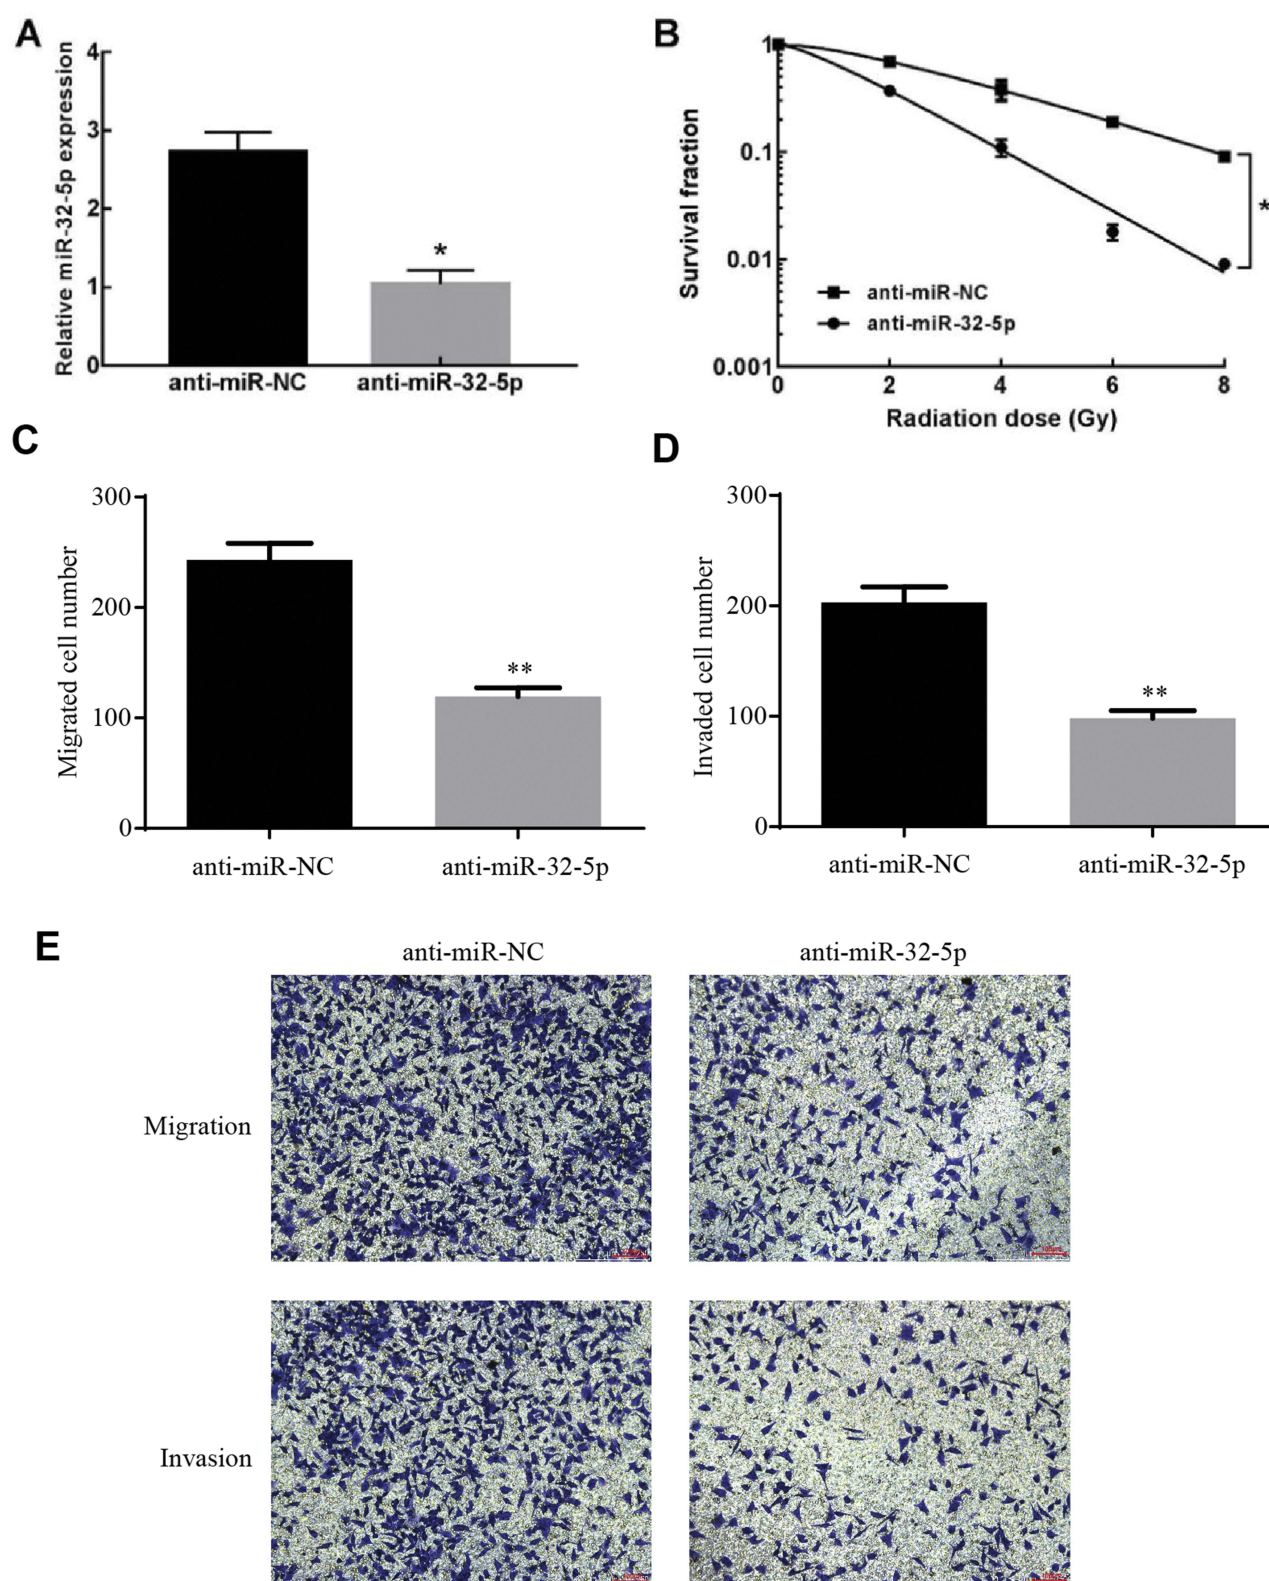 A
Relative miR-32-5p expression
4
3
2
1
0
*
anti-miR-NC
anti-miR-32-5p
B
Survival fraction
1
0.1
0.01
0.001
anti-miR-NC
anti-miR-32-5p
*
0 2 4 6 8
Radiation dose (Gy)
C
Migrated cell number
300
200
100
0
**
anti-miR-NC
anti-miR-32-5p
D
Invaded cell number
300
200
100
0
**
anti-miR-NC
anti-miR-32-5p
E
anti-miR-NC
anti-miR-32-5p
Migration
Invasion